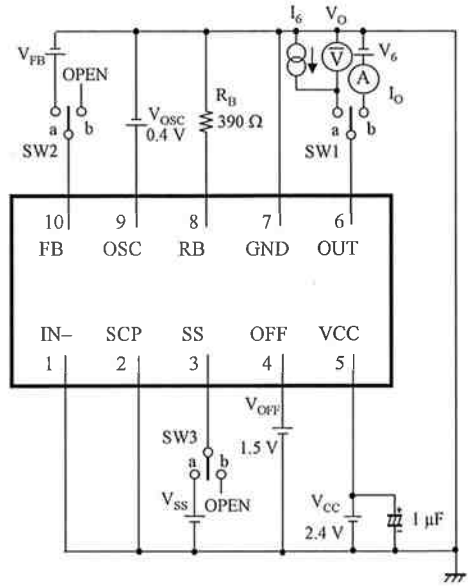 I6 VO
VFB
OPEN
V V6
A
RB
390 Ω
VOSC
0.4 V
IO
a b
SW2
a b
SW1
10 9 8 7 6
FB OSC RB GND OUT
IN– SCP SS OFF VCC
1 2 3 4 5
VOFF
1.5 V
SW3
a b
VSS
OPEN
VCC
2.4 V
+
–
1 μF